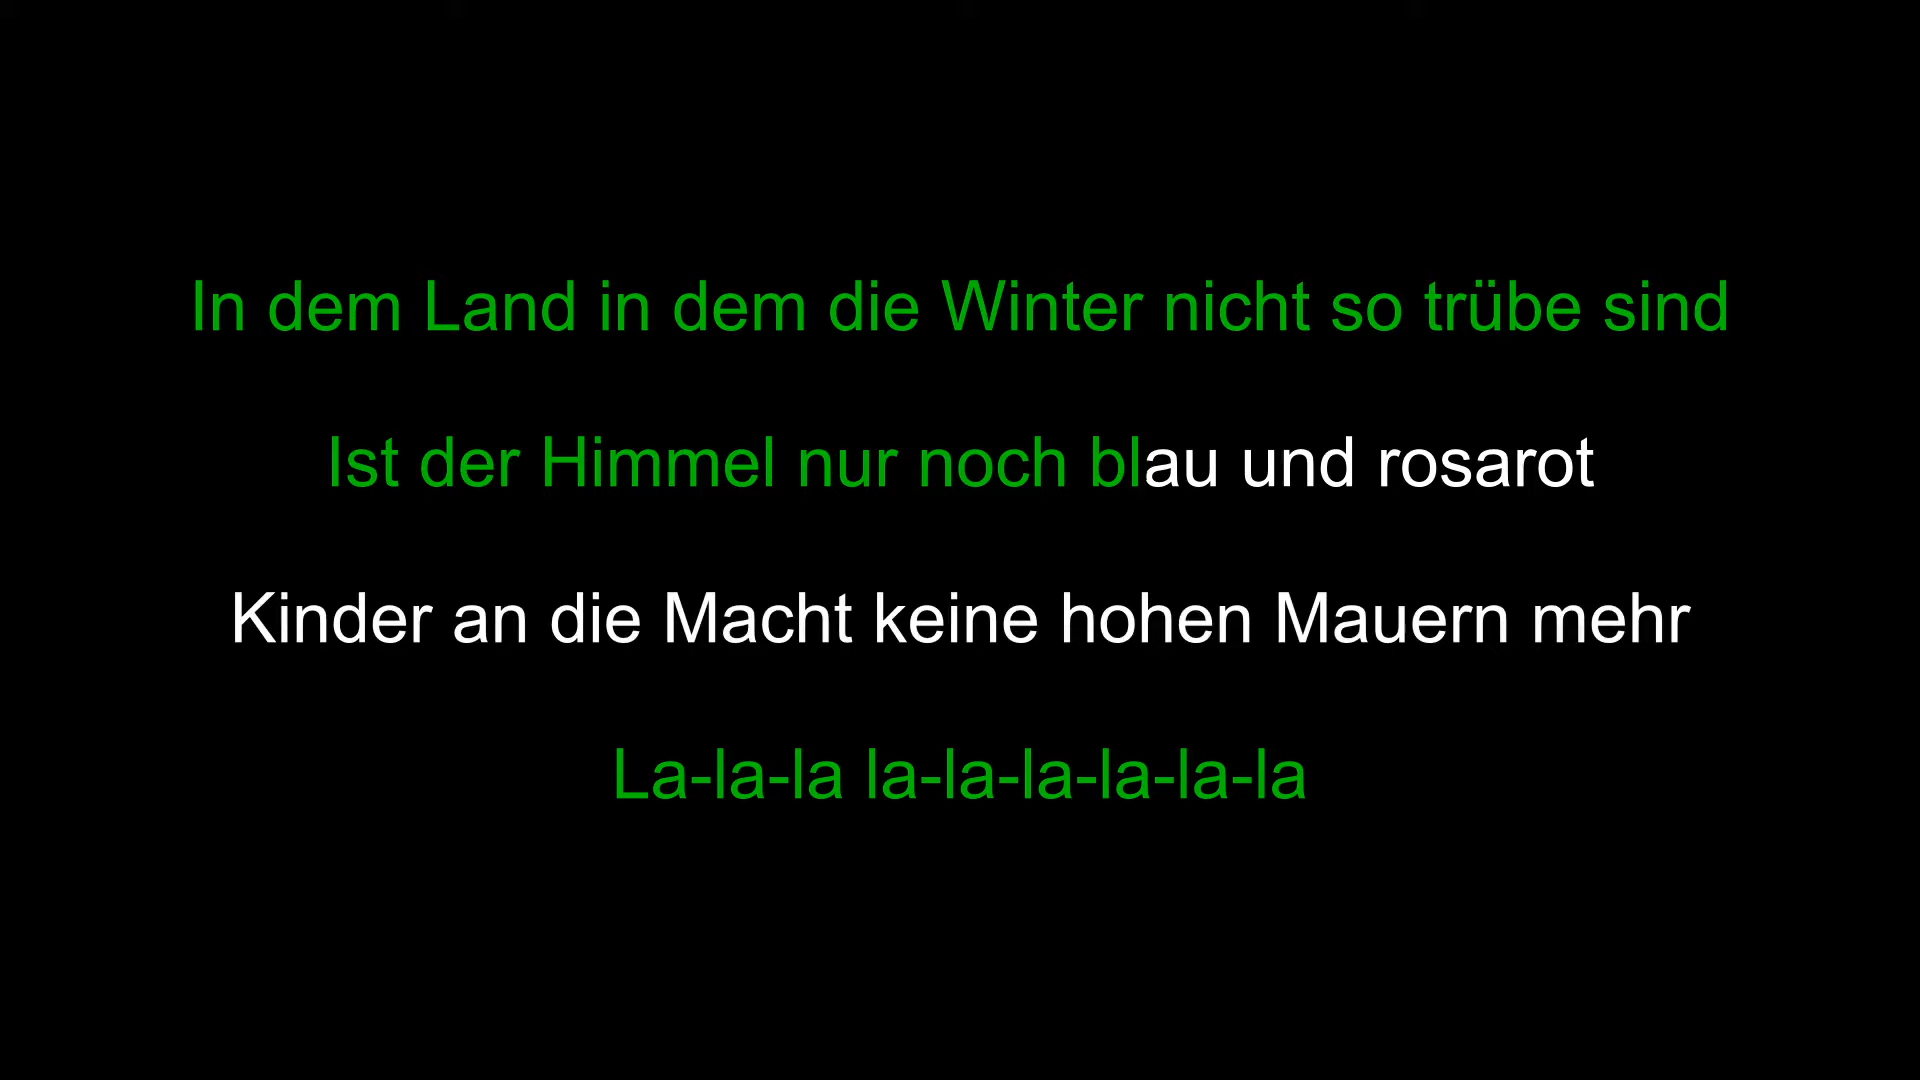 In dem Land in dem die Winter nicht so trübe sind
Ist der Himmel nur noch blau und rosarot
Kinder an die Macht keine hohen Mauern mehr
La-la-la la-la-la-la-la-la